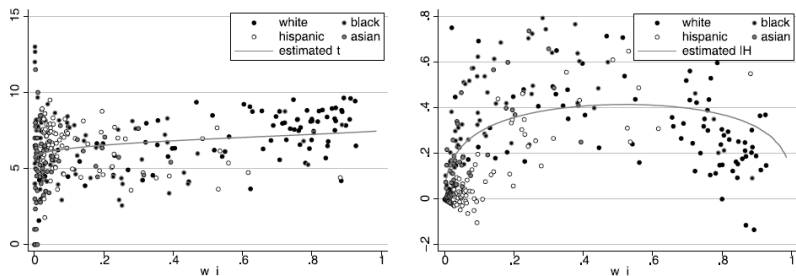 white black
hispanic asian
estimated t
15
10
5
0
0 .2 .4 .6 .8 1
w i
white black
hispanic asian
estimated IH
.8
.6
.4
.2
0
-.2
0 .2 .4 .6 .8 1
w i